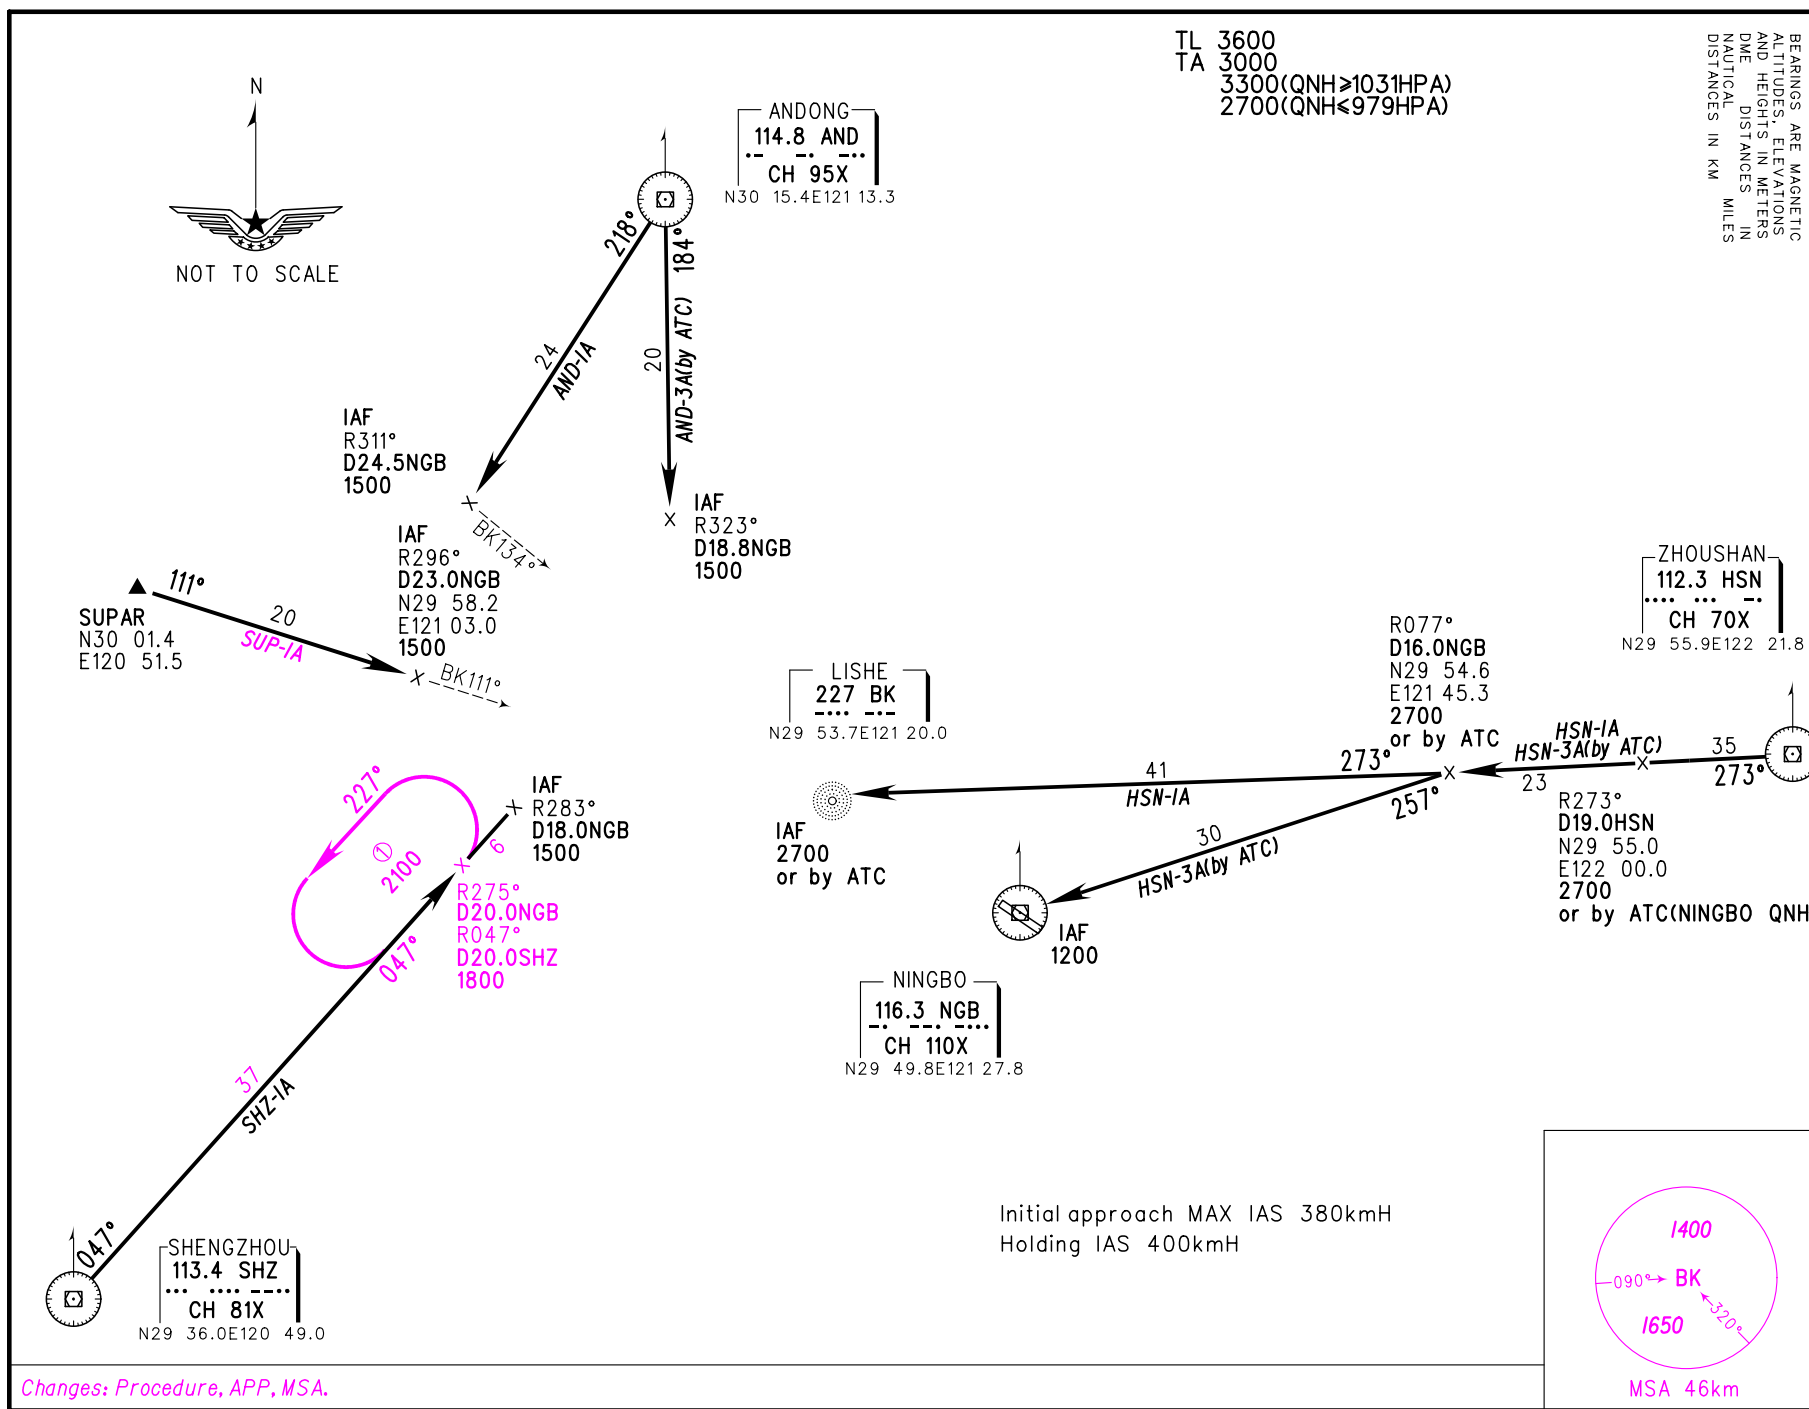 TL 3600
TA 3000
3300(QNH≥1031HPA)
2700(QNH≤979HPA)
BEARINGS ARE MAGNETIC
ALTITUDES, ELEVATIONS
AND HEIGHTS IN METERS
DME DISTANCES IN
NAUTICAL MILES
DISTANCES IN KM
N
NOT TO SCALE
ANDONG
114.8 AND
CH 95X
N30 15.4E121 13.3
218°
184°
24
AND-1A
20
AND-3A(by ATC)
IAF
R311°
D24.5NGB
1500
BK134°
IAF
R323°
D18.8NGB
1500
IAF
R296°
D23.0NGB
N29 58.2
E121 03.0
1500
BK111°
111°
20
SUP-1A
SUPAR
N30 01.4
E120 51.5
ZHOUSHAN
112.3 HSN
CH 70X
N29 55.9E122 21.8
R077°
D16.0NGB
N29 54.6
E121 45.3
2700
or by ATC
LISHE
227 BK
N29 53.7E121 20.0
HSN-1A
HSN-3A(by ATC)
35
273°
23
273°
41
HSN-1A
257°
30
HSN-3A(by ATC)
R273°
D19.0HSN
N29 55.0
E122 00.0
2700
or by ATC(NINGBO QNH
IAF
2700
or by ATC
IAF
1200
NINGBO
116.3 NGB
CH 110X
N29 49.8E121 27.8
227°
①
2100
IAF
R283°
D18.0NGB
1500
6
R275°
D20.0NGB
R047°
D20.0SHZ
1800
047°
37
SHZ-1A
047°
SHENGZHOU
113.4 SHZ
CH 81X
N29 36.0E120 49.0
Initial approach MAX IAS 380kmH
Holding IAS 400kmH
1400
090°
BK
320°
1650
MSA 46km
Changes: Procedure, APP, MSA.